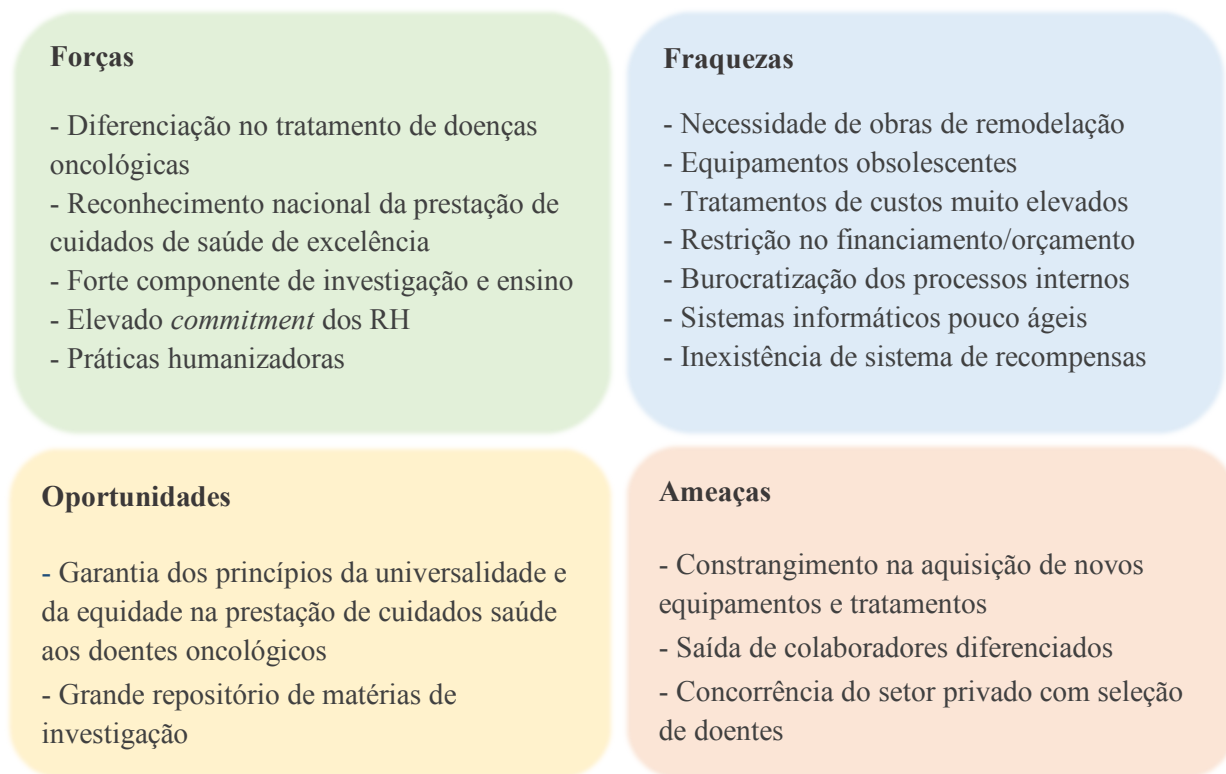 Forças
- Diferenciação no tratamento de doenças
oncológicas
- Reconhecimento nacional da prestação de
cuidados de saúde de excelência
- Forte componente de investigação e ensino
- Elevado commitment dos RH
- Práticas humanizadoras
Fraquezas
- Necessidade de obras de remodelação
- Equipamentos obsolescentes
- Tratamentos de custos muito elevados
- Restrição no financiamento/orçamento
- Burocratização dos processos internos
- Sistemas informáticos pouco ágeis
- Inexistência de sistema de recompensas
Oportunidades
- Garantia dos princípios da universalidade e
da equidade na prestação de cuidados saúde
aos doentes oncológicos
- Grande repositório de matérias de
investigação
Ameaças
- Constrangimento na aquisição de novos
equipamentos e tratamentos
- Saída de colaboradores diferenciados
- Concorrência do setor privado com seleção
de doentes